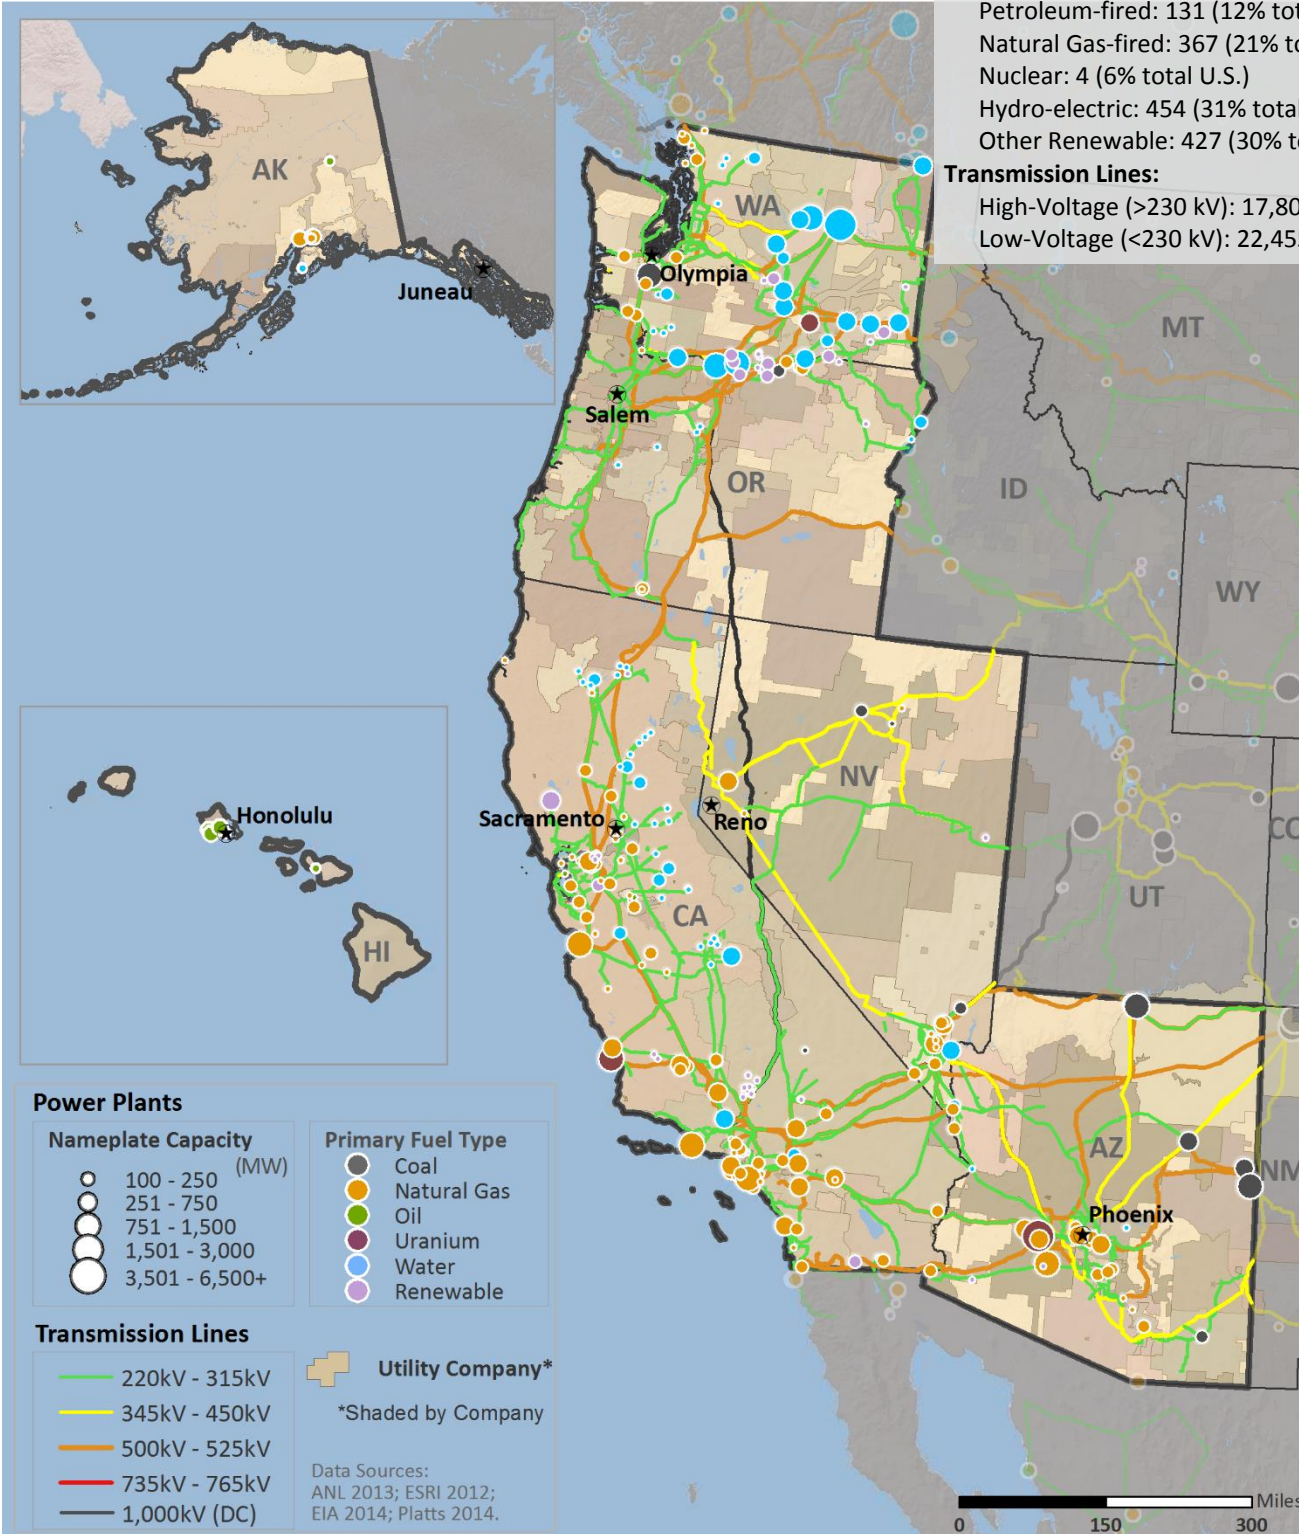 Petroleum-fired: 131 (12% tot
Natural Gas-fired: 367 (21% to
Nuclear: 4 (6% total U.S.)
Hydro-electric: 454 (31% total
Other Renewable: 427 (30% to
Transmission Lines:
High-Voltage (>230 kV): 17,80
Low-Voltage (<230 kV): 22,45
AK
Juneau
WA
Olympia
MT
Salem
OR
ID
WY
NV
Honolulu
Sacramento
Reno
CO
UT
CA
HI
AZ
NM
Phoenix
Power Plants
Nameplate Capacity
(MW)
100 - 250
251 - 750
751 - 1,500
1,501 - 3,000
3,501 - 6,500+
Primary Fuel Type
Coal
Natural Gas
Oil
Uranium
Water
Renewable
Transmission Lines
220kV - 315kV
345kV - 450kV
500kV - 525kV
735kV - 765kV
1,000kV (DC)
Utility Company*
*Shaded by Company
Data Sources:
ANL 2013; ESRI 2012;
EIA 2014; Platts 2014.
Miles
0 150 300